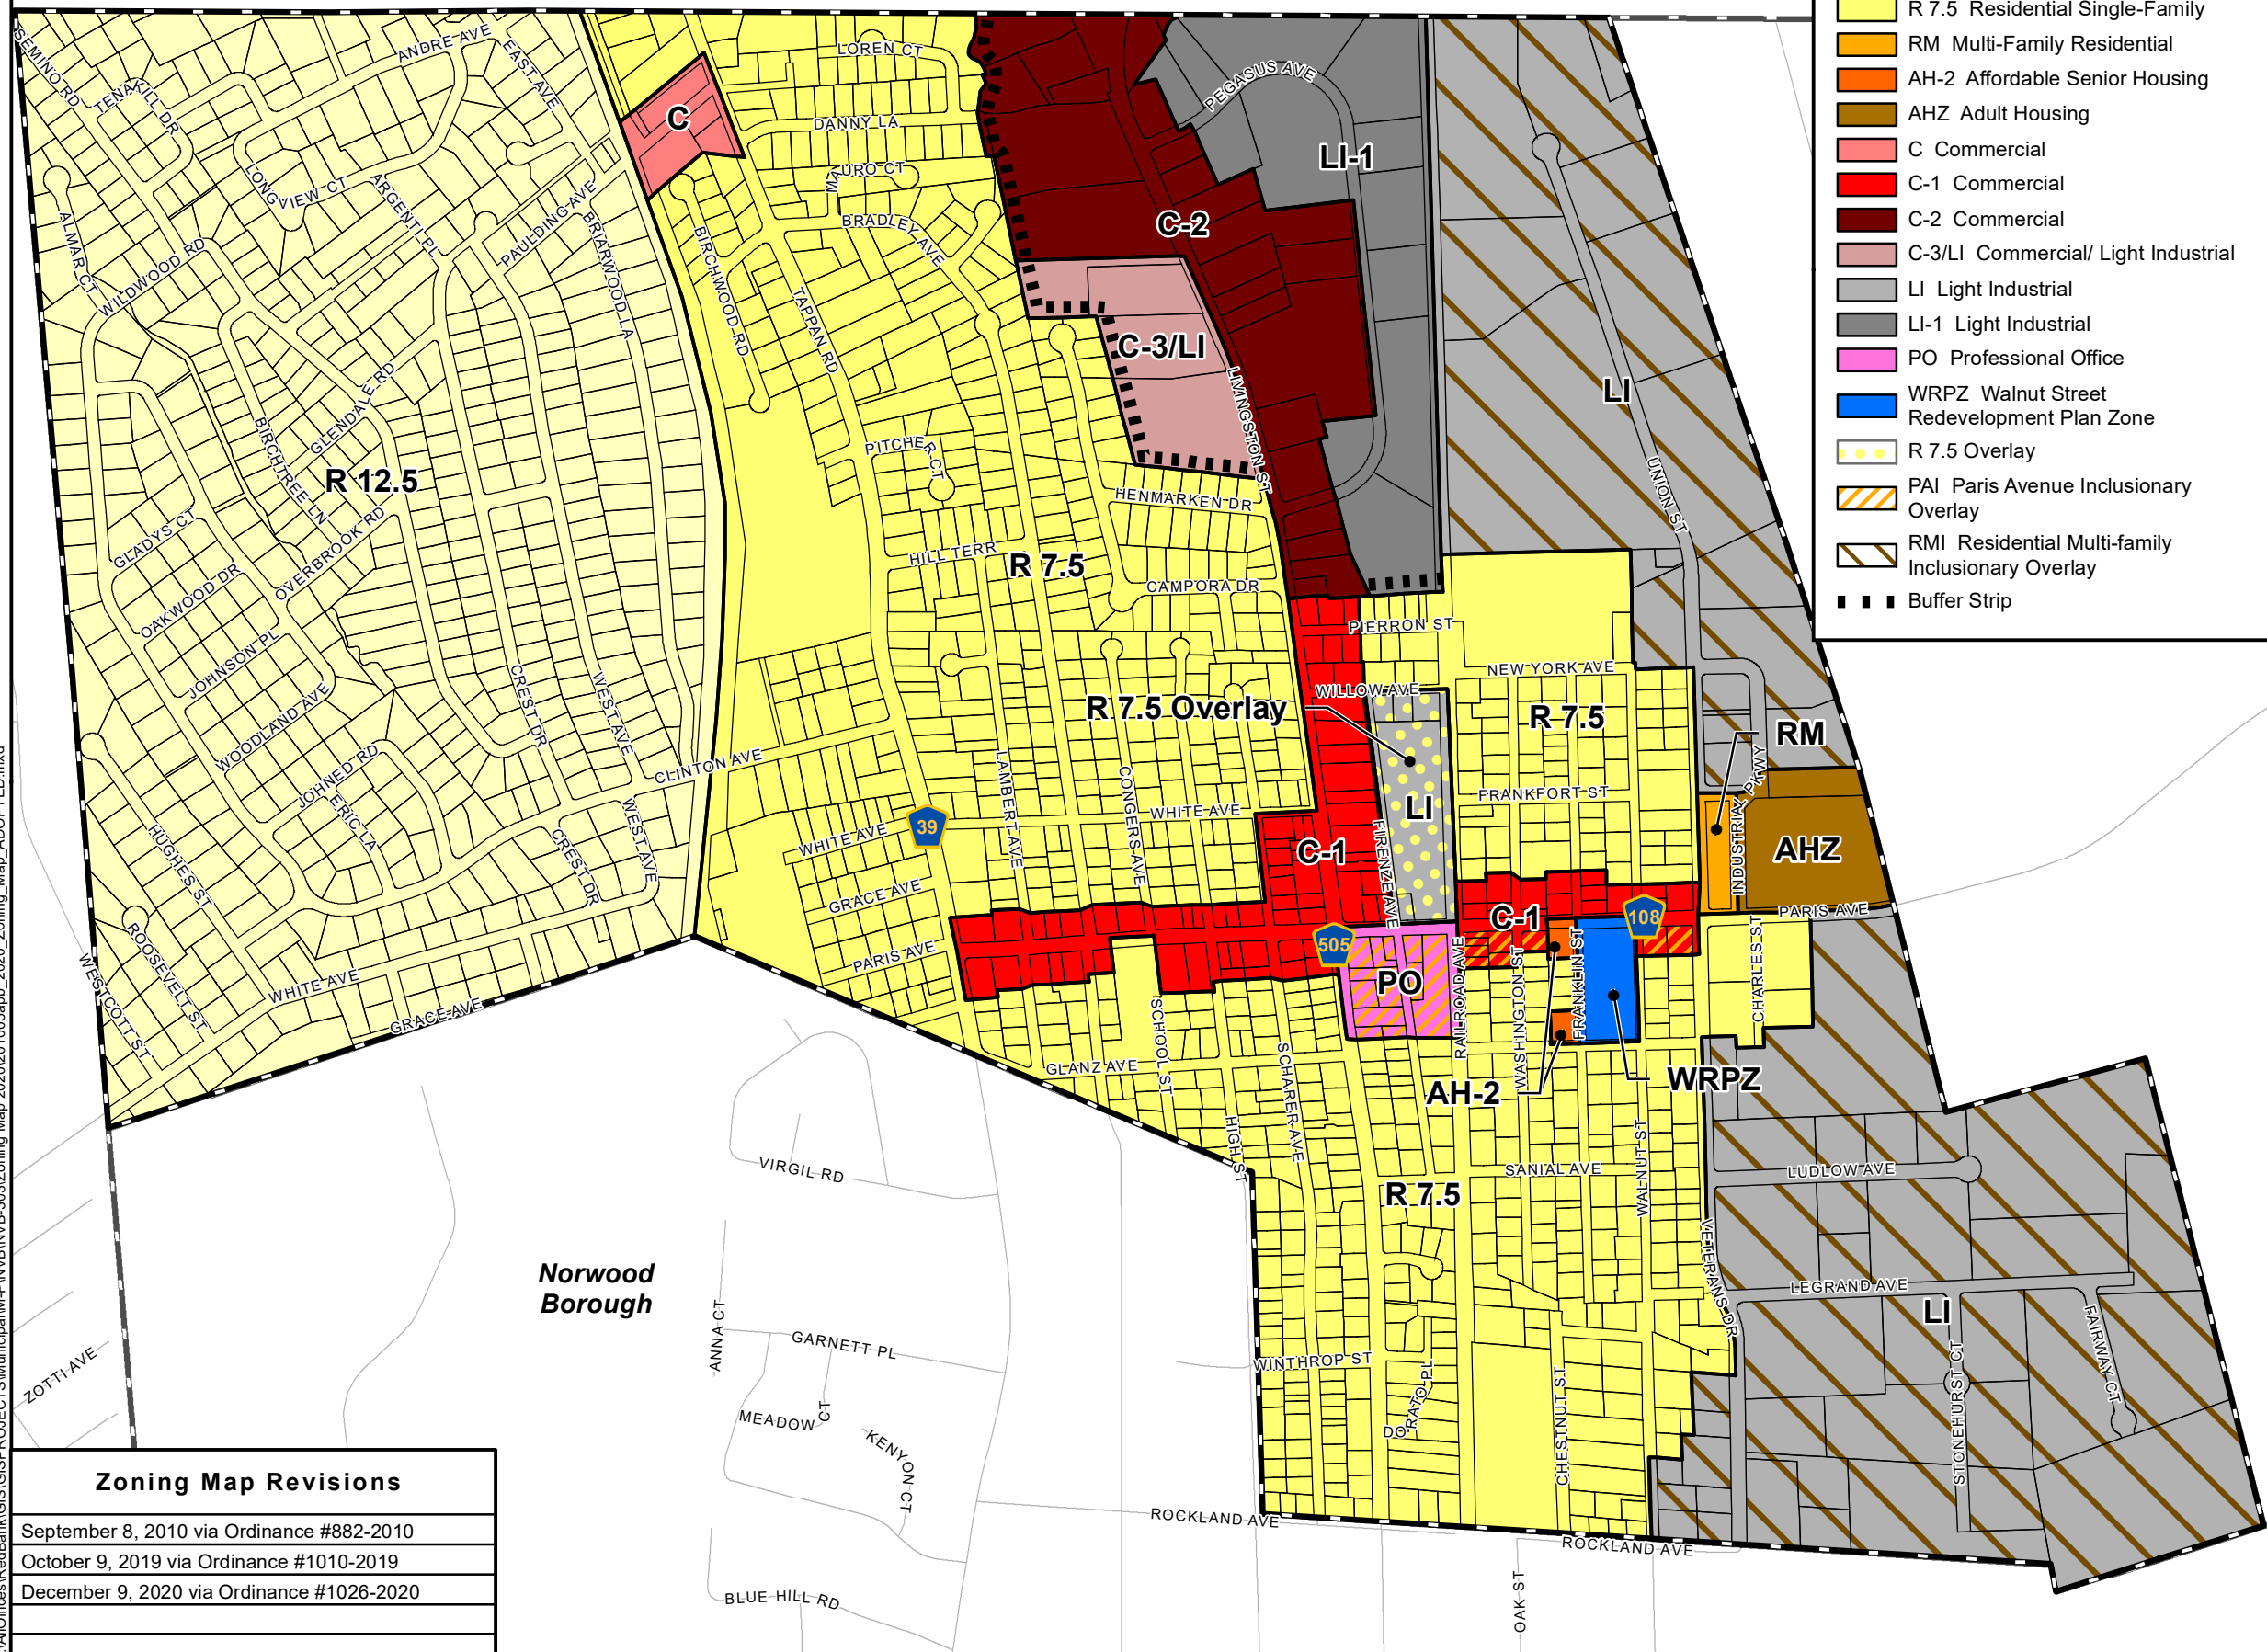 R 7.5 Residential Single-Family
RM Multi-Family Residential
AH-2 Affordable Senior Housing
AHZ Adult Housing
C Commercial
C-1 Commercial
C-2 Commercial
C-3/LI Commercial/ Light Industrial
LI Light Industrial
LI-1 Light Industrial
PO Professional Office
WRPZ Walnut Street
Redevelopment Plan Zone
R 7.5 Overlay
PAI Paris Avenue Inclusionary
Overlay
RMI Residential Multi-family
Inclusionary Overlay
Buffer Strip
SEMINO RD
TENAKILL DR
ANDRE AVE
EAST AVE
LONGVIEW CT
ARGENTI PL
PAULDING AVE
BRIARWOOD LA
ALMAR CT
WILDWOOD RD
BIRCHTREE LN
GLENDALE RD
R 12.5
GLADYS CT
OAKWOOD DR
OVERBROOK RD
JOHNSON PL
WOODLAND AVE
JOHNED RD
ERIC LA
CREST DR
WEST AVE
CLINTON AVE
HUGHES ST
ROOSEVELT ST
WESTCOTT ST
WHITE AVE
GRACE AVE
CREST DR
WEST AVE
C
LOREN CT
DANNY LA
MAURO CT
BRADLEY AVE
BIRCHWOOD RD
TAPPAN RD
PITCHER CT
HILL TERR
R 7.5
HENMARKEN DR
CAMPORA DR
C-2
C-3/LI
LIVINGSTON ST
PEGASUS AVE
LI-1
LI
UNION ST
PIERRON ST
NEW YORK AVE
WILLOW AVE
R 7.5 Overlay
R 7.5
RM
LAMBERT AVE
CONGERS AVE
WHITE AVE
WHITE AVE
39
GRACE AVE
PARIS AVE
C-1
FIRENZE AVE
LI
FRANKFORT ST
INDUSTRIAL PKWY
AHZ
PARIS AVE
C-1
108
505
PO
RAILROAD AVE
WASHINGTON ST
FRANKLIN ST
CHARLES ST
AH-2
WRPZ
GLANZ AVE
SCHOOL ST
SCHARER AVE
HIGH ST
SANIAL AVE
WALNUT ST
R 7.5
VETERANS DR
LUDLOW AVE
LEGRAND AVE
LI
FAIRWAY CT
STONEHURST CT
WINTHROP ST
DORATO PL
CHESTNUT ST
ROCKLAND AVE
ROCKLAND AVE
OAK ST
VIRGIL RD
Norwood
Borough
ANNA CT
GARNETT PL
MEADOW CT
KENYON CT
BLUE HILL RD
ZOTTI AVE
Zoning Map Revisions
September 8, 2010 via Ordinance #882-2010
October 9, 2019 via Ordinance #1010-2019
December 9, 2020 via Ordinance #1026-2020